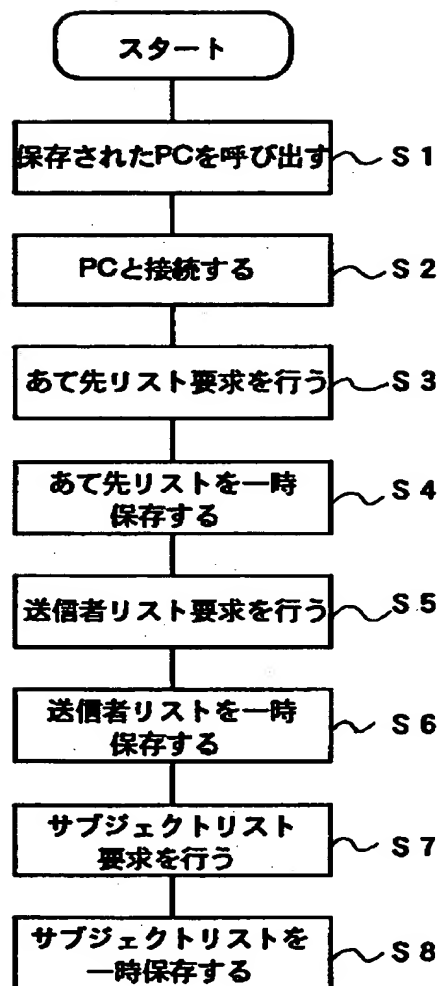 スタート
保存されたPCを呼び出す S1
PCと接続する S2
あて先リスト要求を行う S3
あて先リストを一時
保存する S4
送信者リスト要求を行う S5
送信者リストを一時
保存する S6
サブジェクトリスト
要求を行う S7
サブジェクトリストを
一時保存する S8